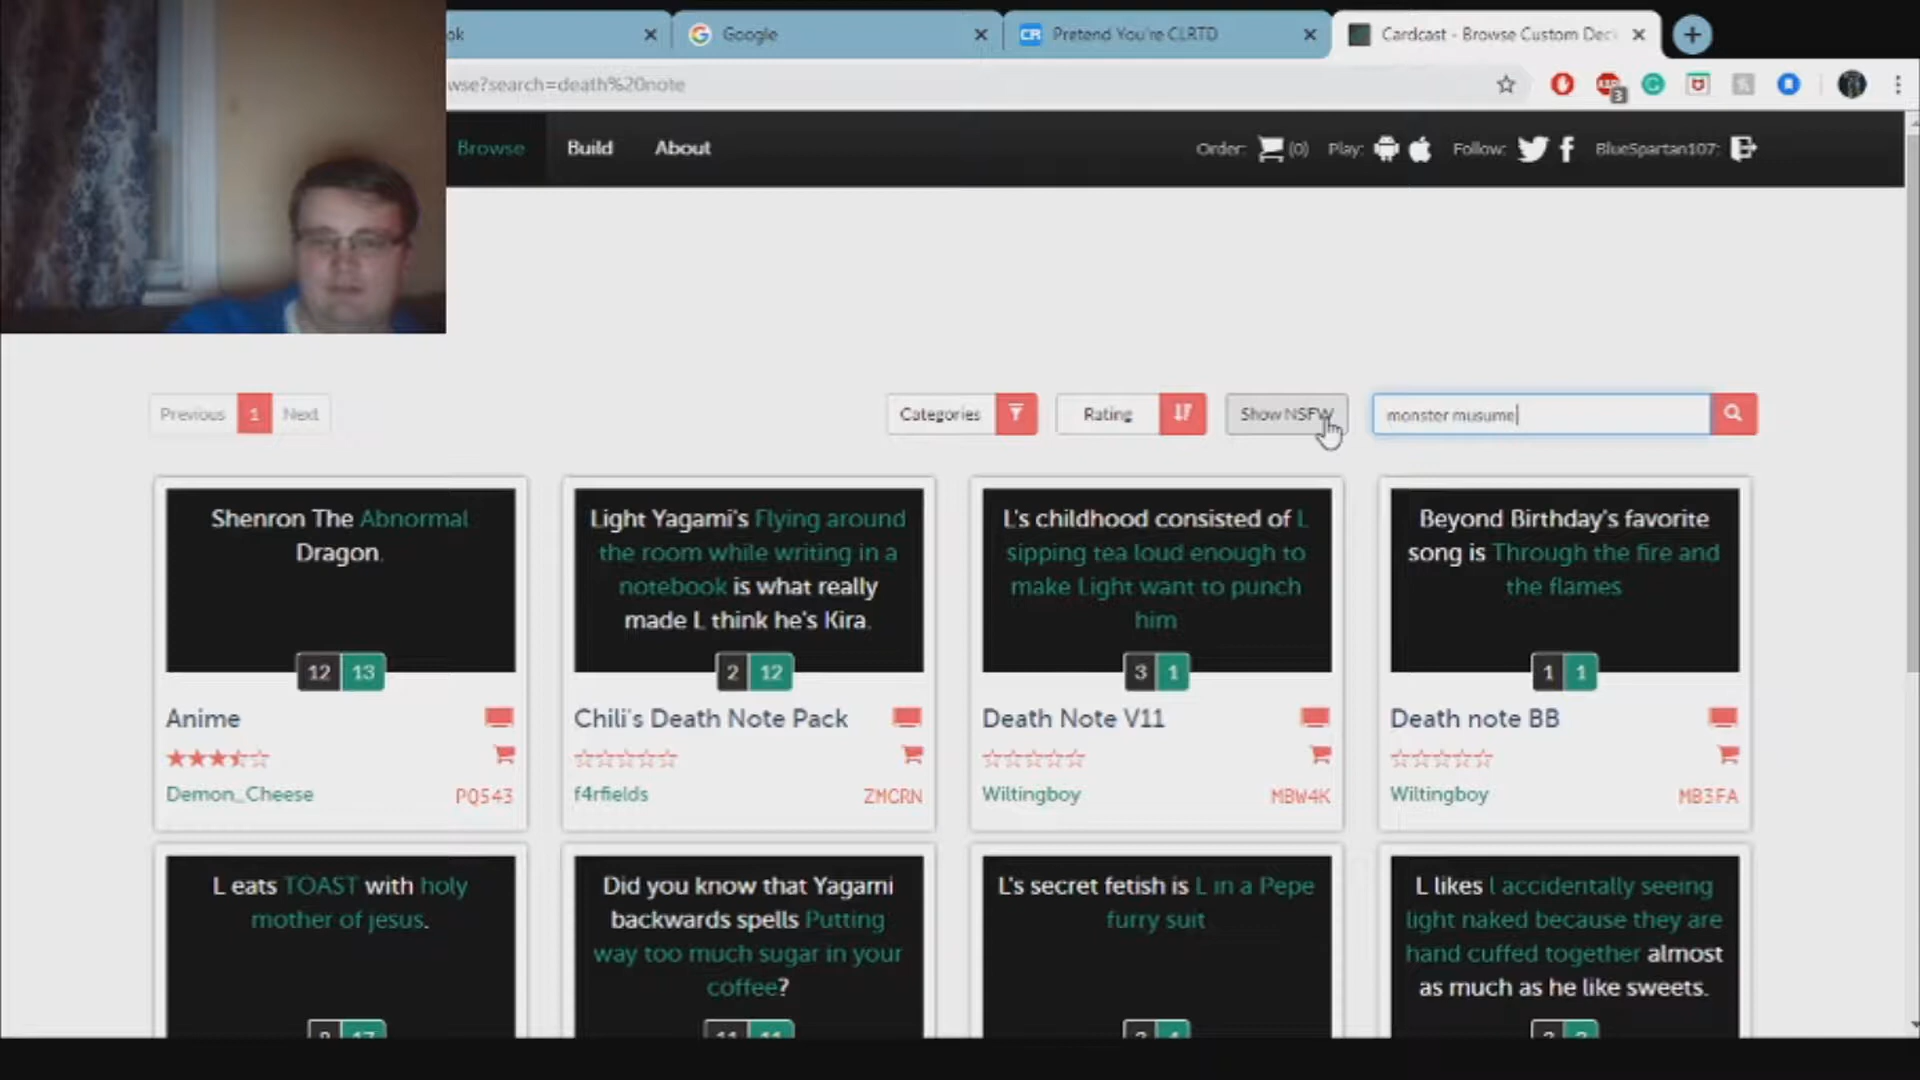 ok
Google
Pretend You're CLRTD
Cardcast - Browse Custom Dec
wse?search=death%20note
3
Browse Build About
Order: (0) Play: Follow: BlueSpartan107:
Previous 1 Next
Categories
Rating
Show NSFW
monster musume
Shenron The Abnormal
Dragon.
12 13
Anime
Demon_Cheese PQ543
Light Yagami's Flying around
the room while writing in a
notebook is what really
made L think he's Kira.
2 12
Chili's Death Note Pack
f4rfields ZMCRN
L's childhood consisted of L
sipping tea loud enough to
make Light want to punch
him
3 1
Death Note V11
Wiltingboy MBW4K
Beyond Birthday's favorite
song is Through the fire and
the flames
1 1
Death note BB
Wiltingboy MB3FA
L eats TOAST with holy
mother of jesus.
Did you know that Yagami
backwards spells Putting
way too much sugar in your
coffee?
L's secret fetish is L in a Pepe
furry suit
L likes l accidentally seeing
light naked because they are
hand cuffed together almost
as much as he like sweets.